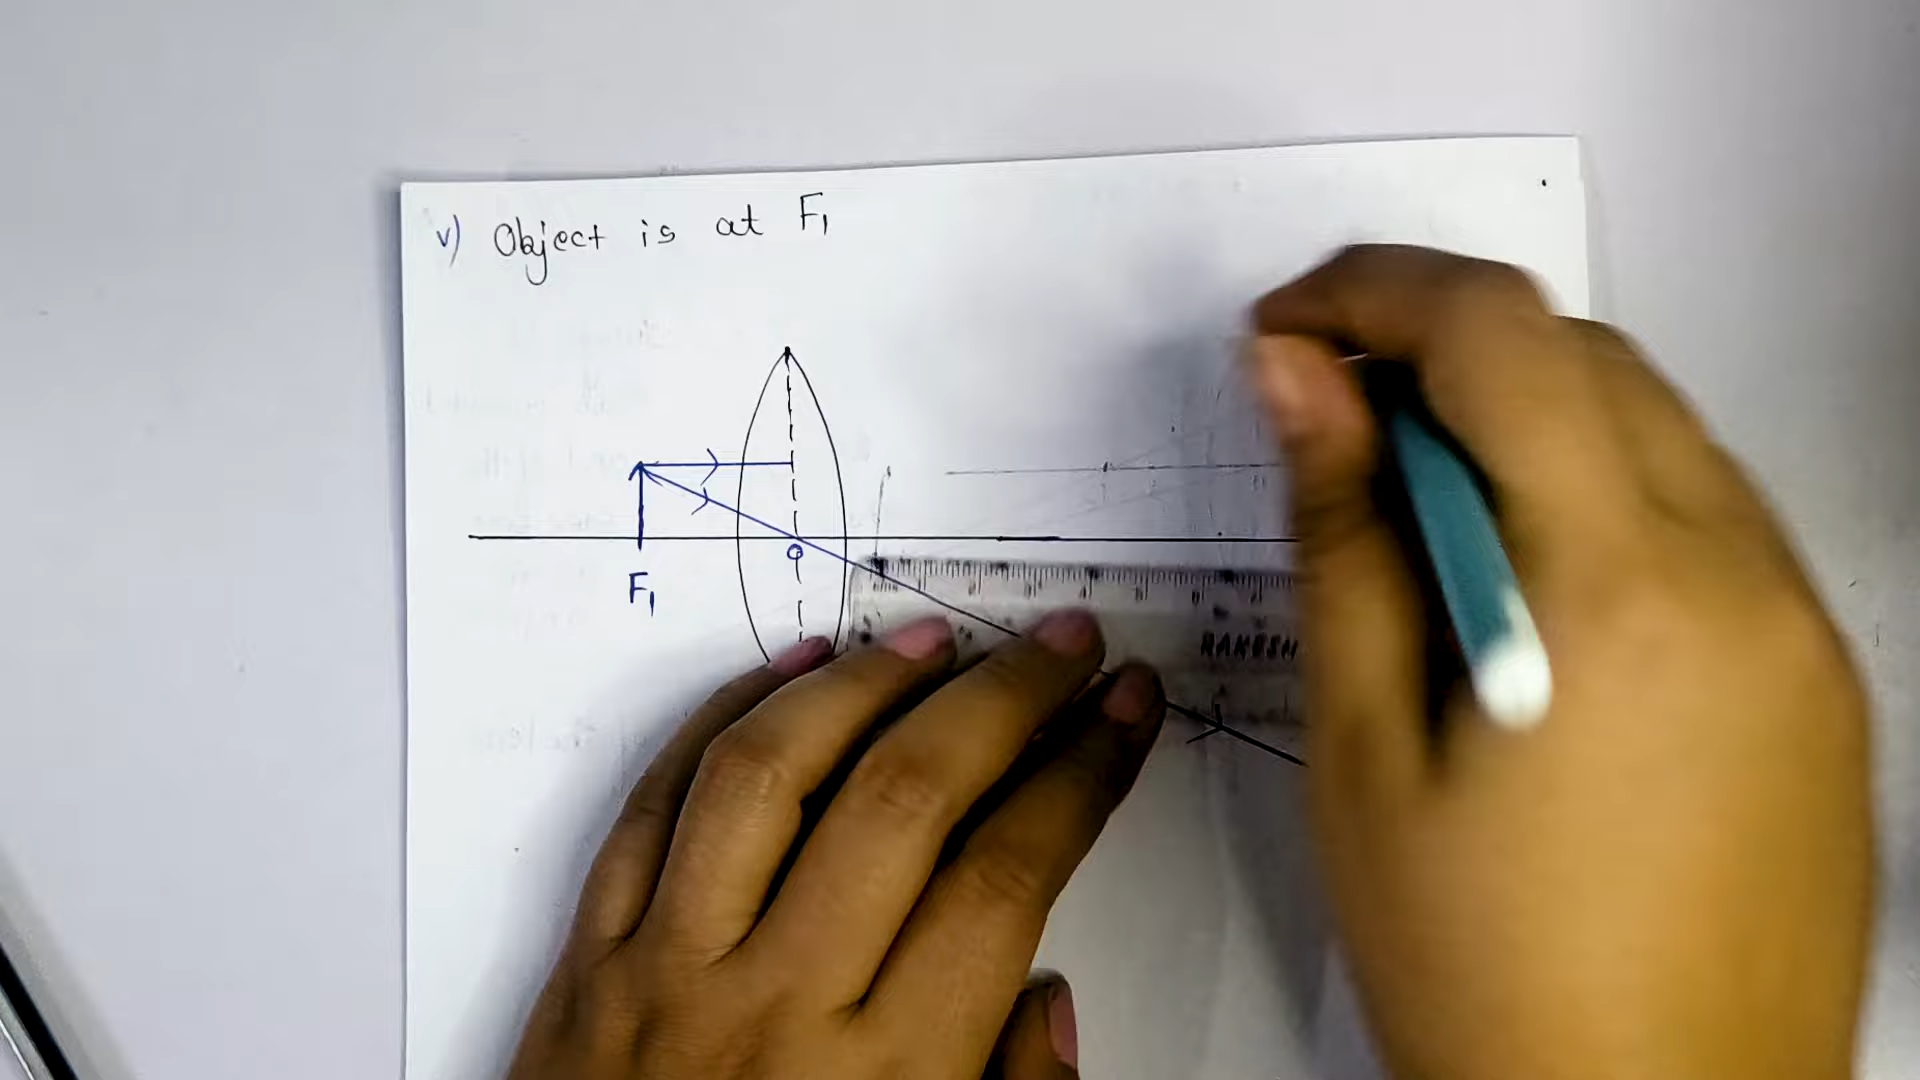 v) Object is at F₁
O
F₁
RAKESH